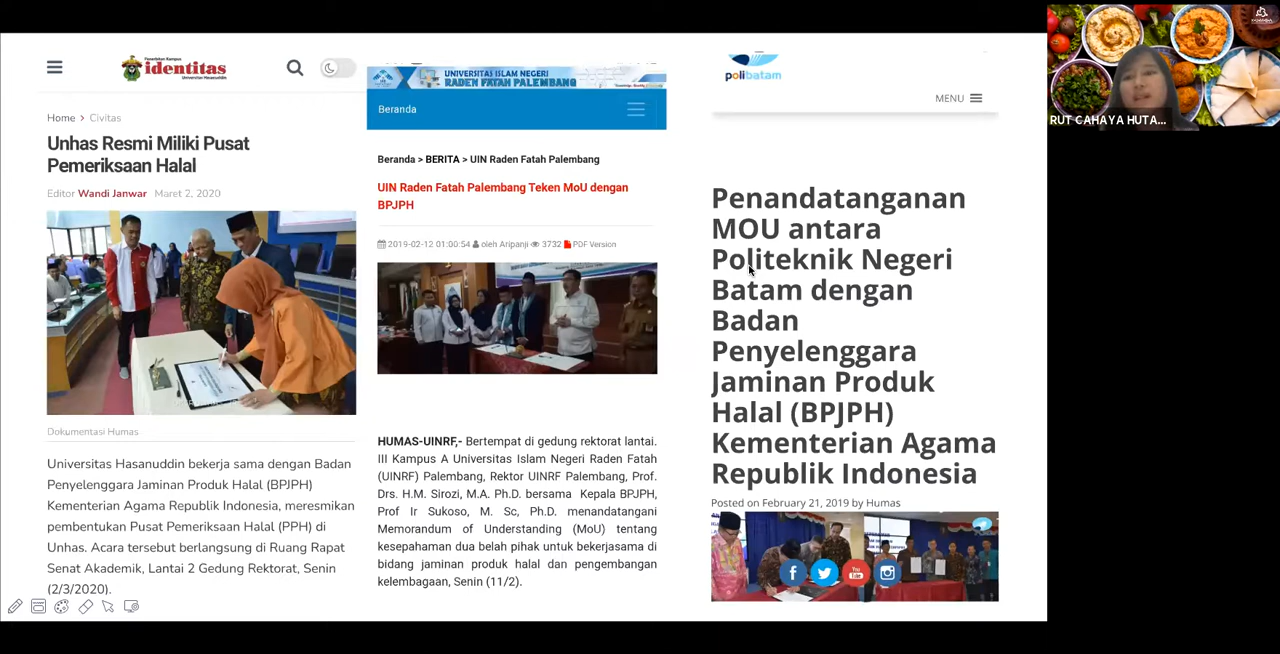 Penerbitan Kampus
identitas
Universitas Hasanuddin
Home > Civitas
Unhas Resmi Miliki Pusat
Pemeriksaan Halal
Editor Wandi Janwar Maret 2, 2020
Dokumentasi Humas
Universitas Hasanuddin bekerja sama dengan Badan
Penyelenggara Jaminan Produk Halal (BPJPH)
Kementerian Agama Republik Indonesia, meresmikan
pembentukan Pusat Pemeriksaan Halal (PPH) di
Unhas. Acara tersebut berlangsung di Ruang Rapat
Senat Akademik, Lantai 2 Gedung Rektorat, Senin
(2/3/2020).
UNIVERSITAS ISLAM NEGERI
RADEN FATAH PALEMBANG
Beranda
Beranda > BERITA > UIN Raden Fatah Palembang
UIN Raden Fatah Palembang Teken MoU dengan
BPJPH
2019-02-12 01:00:54 oleh Aripanji 3732 PDF Version
HUMAS-UINRF,- Bertempat di gedung rektorat lantai.
III Kampus A Universitas Islam Negeri Raden Fatah
(UINRF) Palembang, Rektor UINRF Palembang, Prof.
Drs. H.M. Sirozi, M.A. Ph.D. bersama Kepala BPJPH,
Prof Ir Sukoso, M. Sc, Ph.D. menandatangani
Memorandum of Understanding (MoU) tentang
kesepahaman dua belah pihak untuk bekerjasama di
bidang jaminan produk halal dan pengembangan
kelembagaan, Senin (11/2).
polibatam
MENU
Penandatanganan
MOU antara
Politeknik Negeri
Batam dengan
Badan
Penyelenggara
Jaminan Produk
Halal (BPJPH)
Kementerian Agama
Republik Indonesia
Posted on February 21, 2019 by Humas
RUT CAHAYA HUTA...